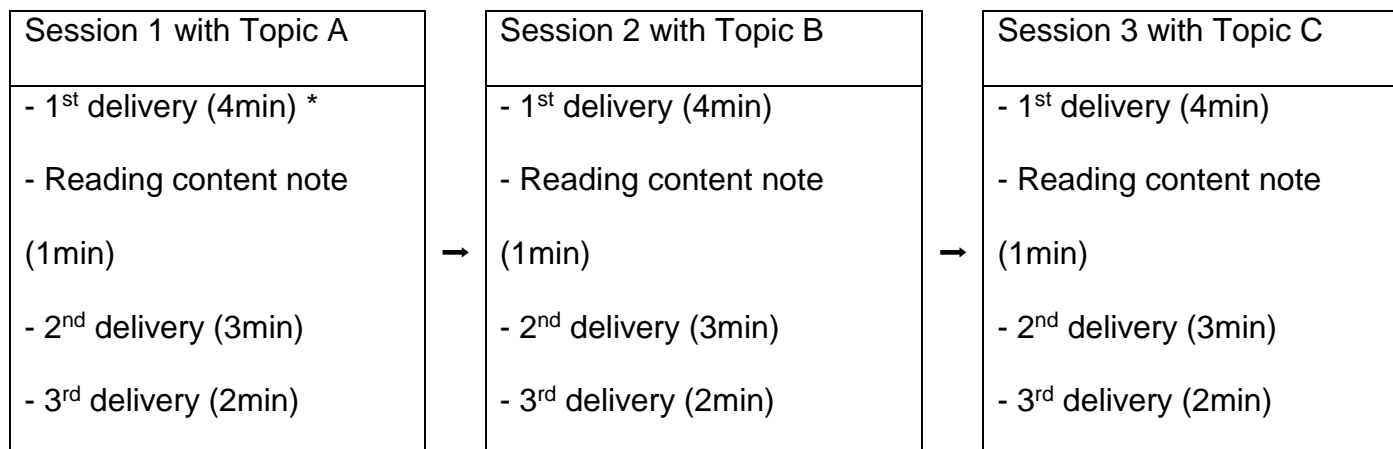 Session 1 with Topic A
- 1st delivery (4min) *
- Reading content note
(1min)
- 2nd delivery (3min)
- 3rd delivery (2min)
→
Session 2 with Topic B
- 1st delivery (4min)
- Reading content note
(1min)
- 2nd delivery (3min)
- 3rd delivery (2min)
→
Session 3 with Topic C
- 1st delivery (4min)
- Reading content note
(1min)
- 2nd delivery (3min)
- 3rd delivery (2min)